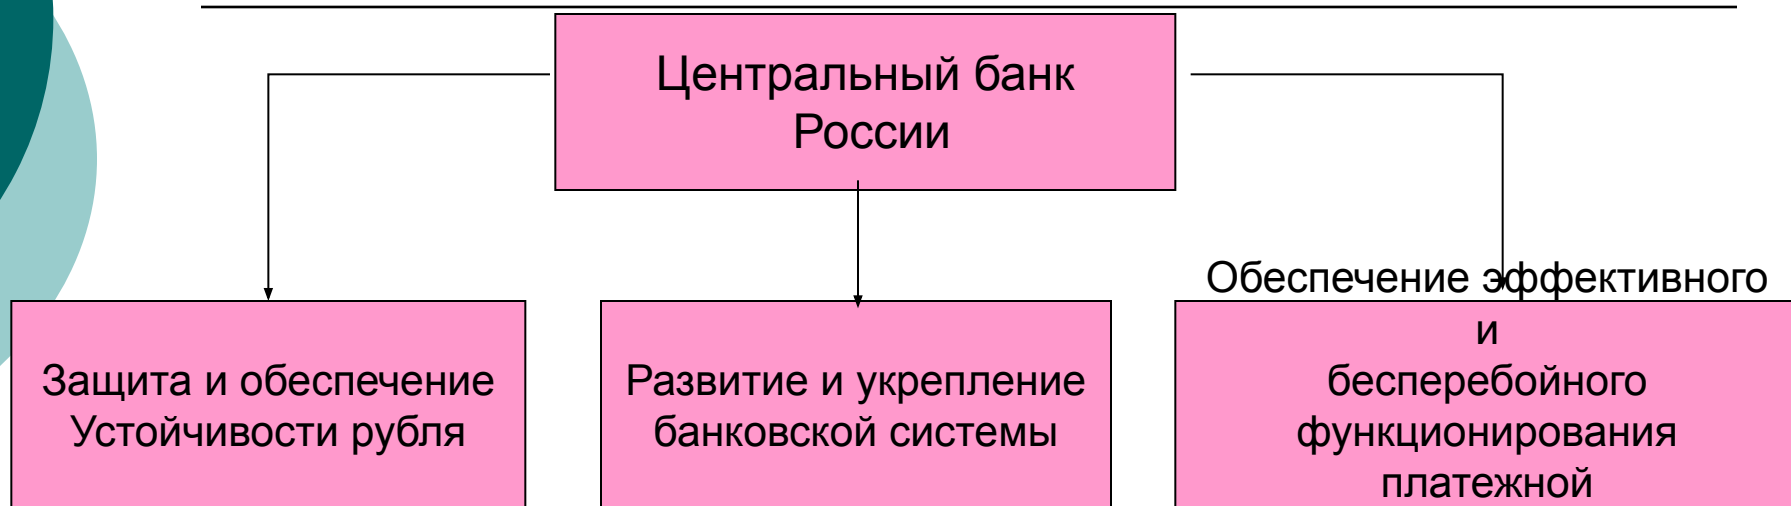 Центральный банк
России
Защита и обеспечение
Устойчивости рубля
Развитие и укрепление
банковской системы
Обеспечение эффективного
и
бесперебойного
функционирования
платежной